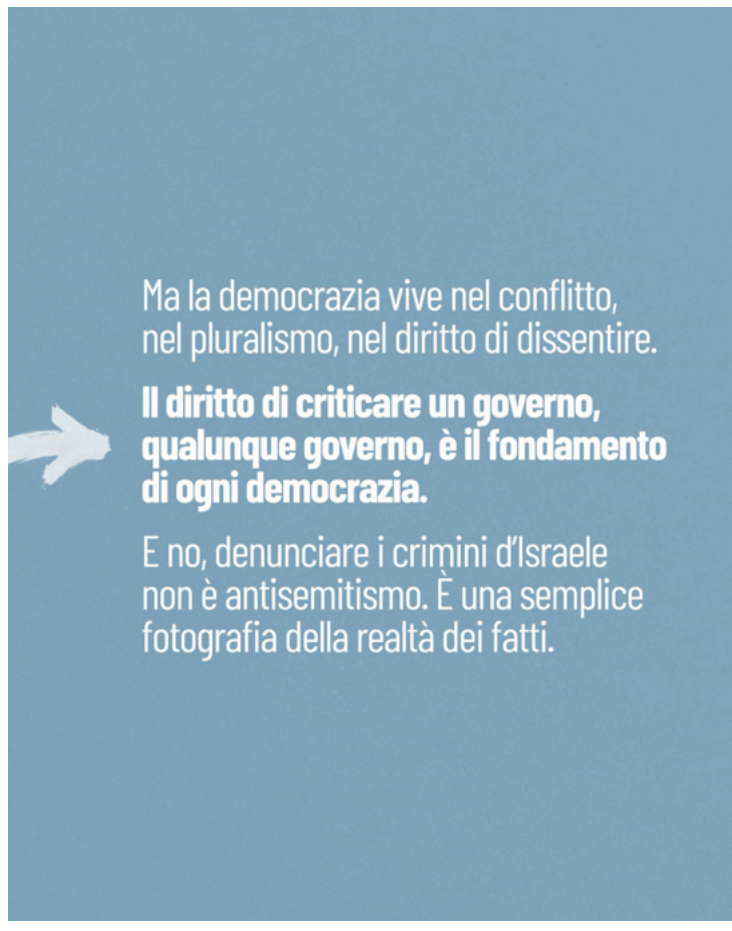 Ma la democrazia vive nel conflitto,
nel pluralismo, nel diritto di dissentire.
Il diritto di criticare un governo,
qualunque governo, è il fondamento
di ogni democrazia.
E no, denunciare i crimini d’Israele
non è antisemitismo. È una semplice
fotografia della realtà dei fatti.